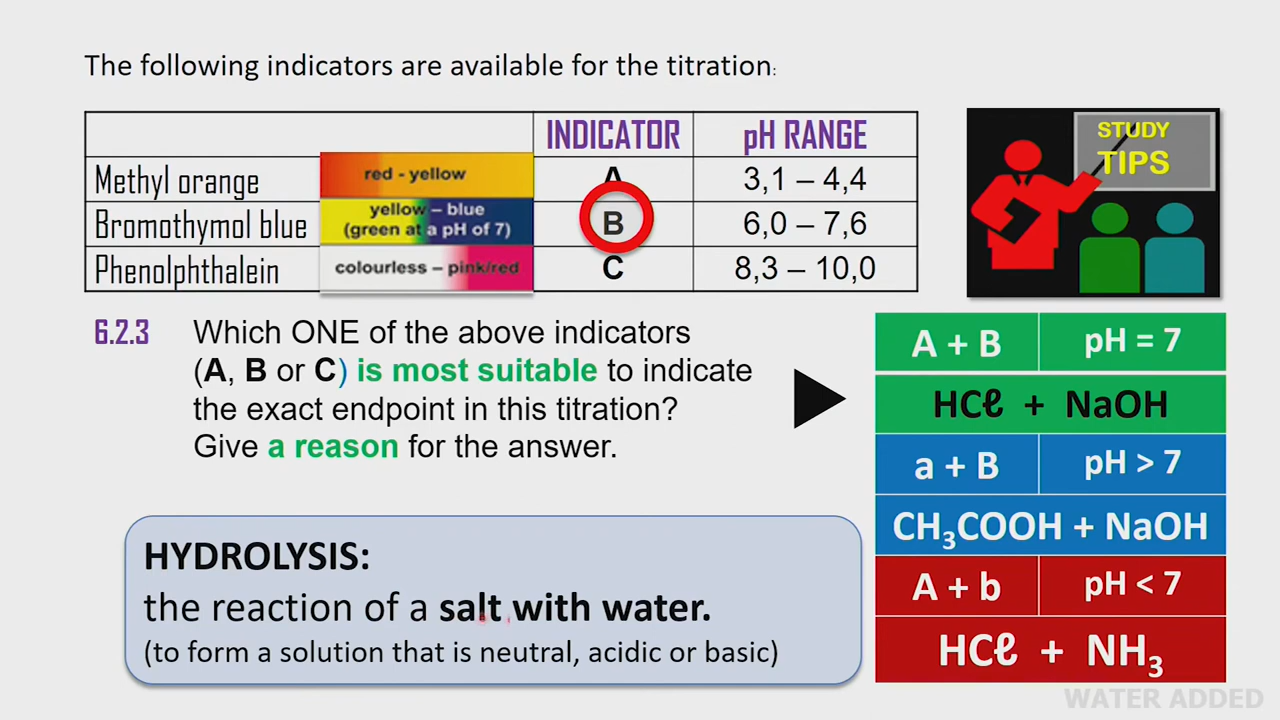 The following indicators are available for the titration:
INDICATOR pH RANGE
Methyl orange red - yellow A 3,1 – 4,4
Bromothymol blue yellow – blue (green at a pH of 7) B 6,0 – 7,6
Phenolphthalein colourless – pink/red C 8,3 – 10,0
STUDY
TIPS
6.2.3 Which ONE of the above indicators
(A, B or C) is most suitable to indicate
the exact endpoint in this titration?
Give a reason for the answer.
A + B pH = 7
HCℓ + NaOH
a + B pH > 7
CH₃COOH + NaOH
A + b pH < 7
HCℓ + NH₃
HYDROLYSIS:
the reaction of a salt with water.
(to form a solution that is neutral, acidic or basic)
WATER ADDED